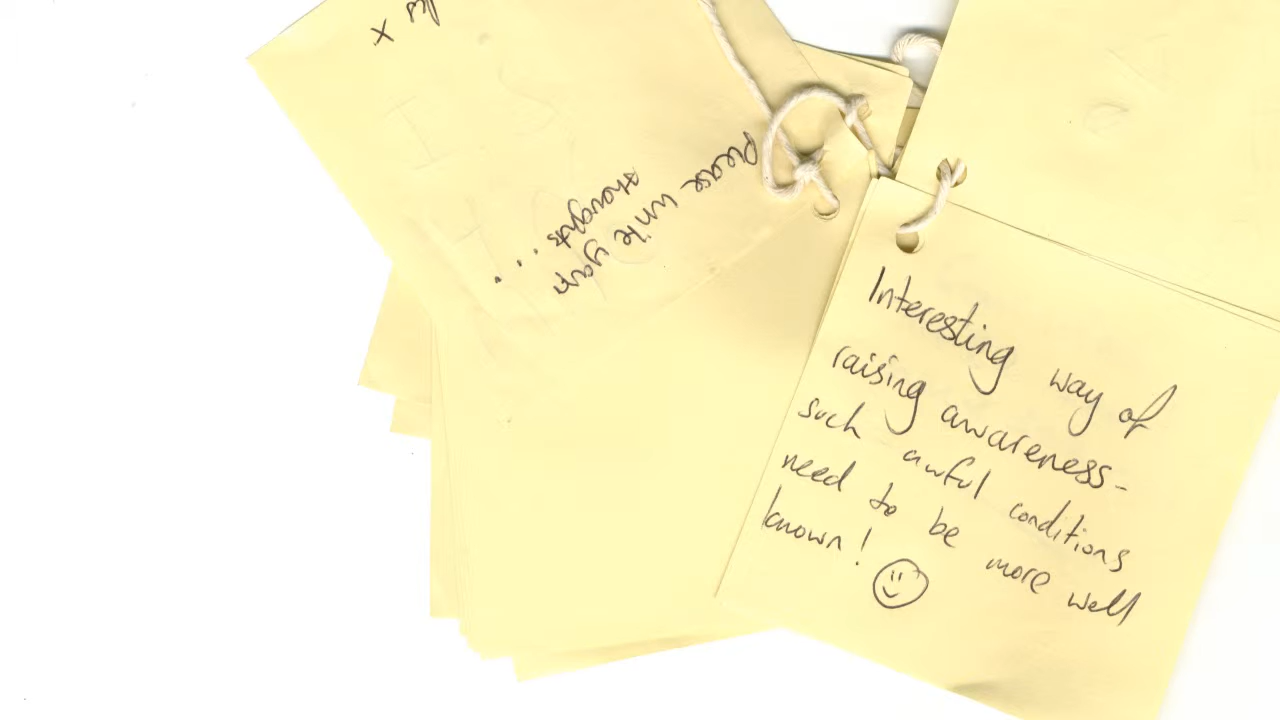 Please write your
thoughts....
x
Interesting way of
raising awareness-
such awful conditions
need to be more well
known!